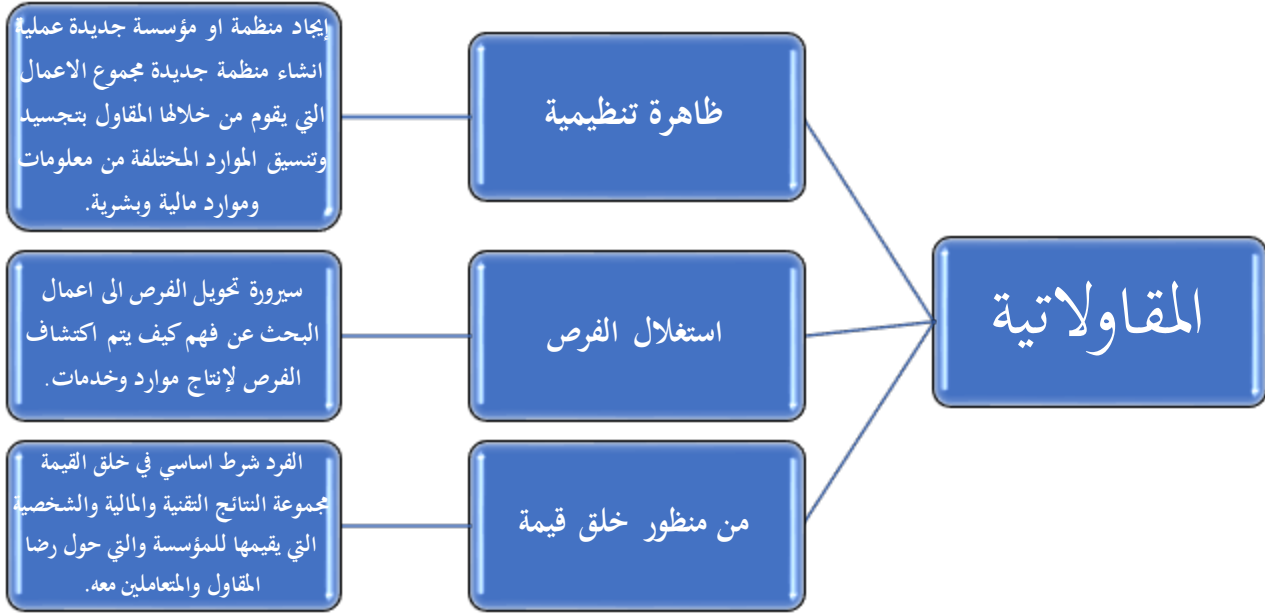 المقاولاتية
ظاهرة تنظيمية
إيجاد منظمة او مؤسسة جديدة عملية
انشاء منظمة جديدة مجموع الاعمال
التي يقوم من خلالها المقاول بتجسيد
وتنسيق الموارد المختلفة من معلومات
وموارد مالية وبشرية.
استغلال الفرص
سيرورة تحويل الفرص الى اعمال
البحث عن فهم كيف يتم اكتشاف
الفرص لإنتاج موارد وخدمات.
من منظور خلق قيمة
الفرد شرط اساسي في خلق القيمة
مجموعة النتائج التقنية والمالية والشخصية
التي يقيمها للمؤسسة والتي حول رضا
المقاول والمتعاملين معه.